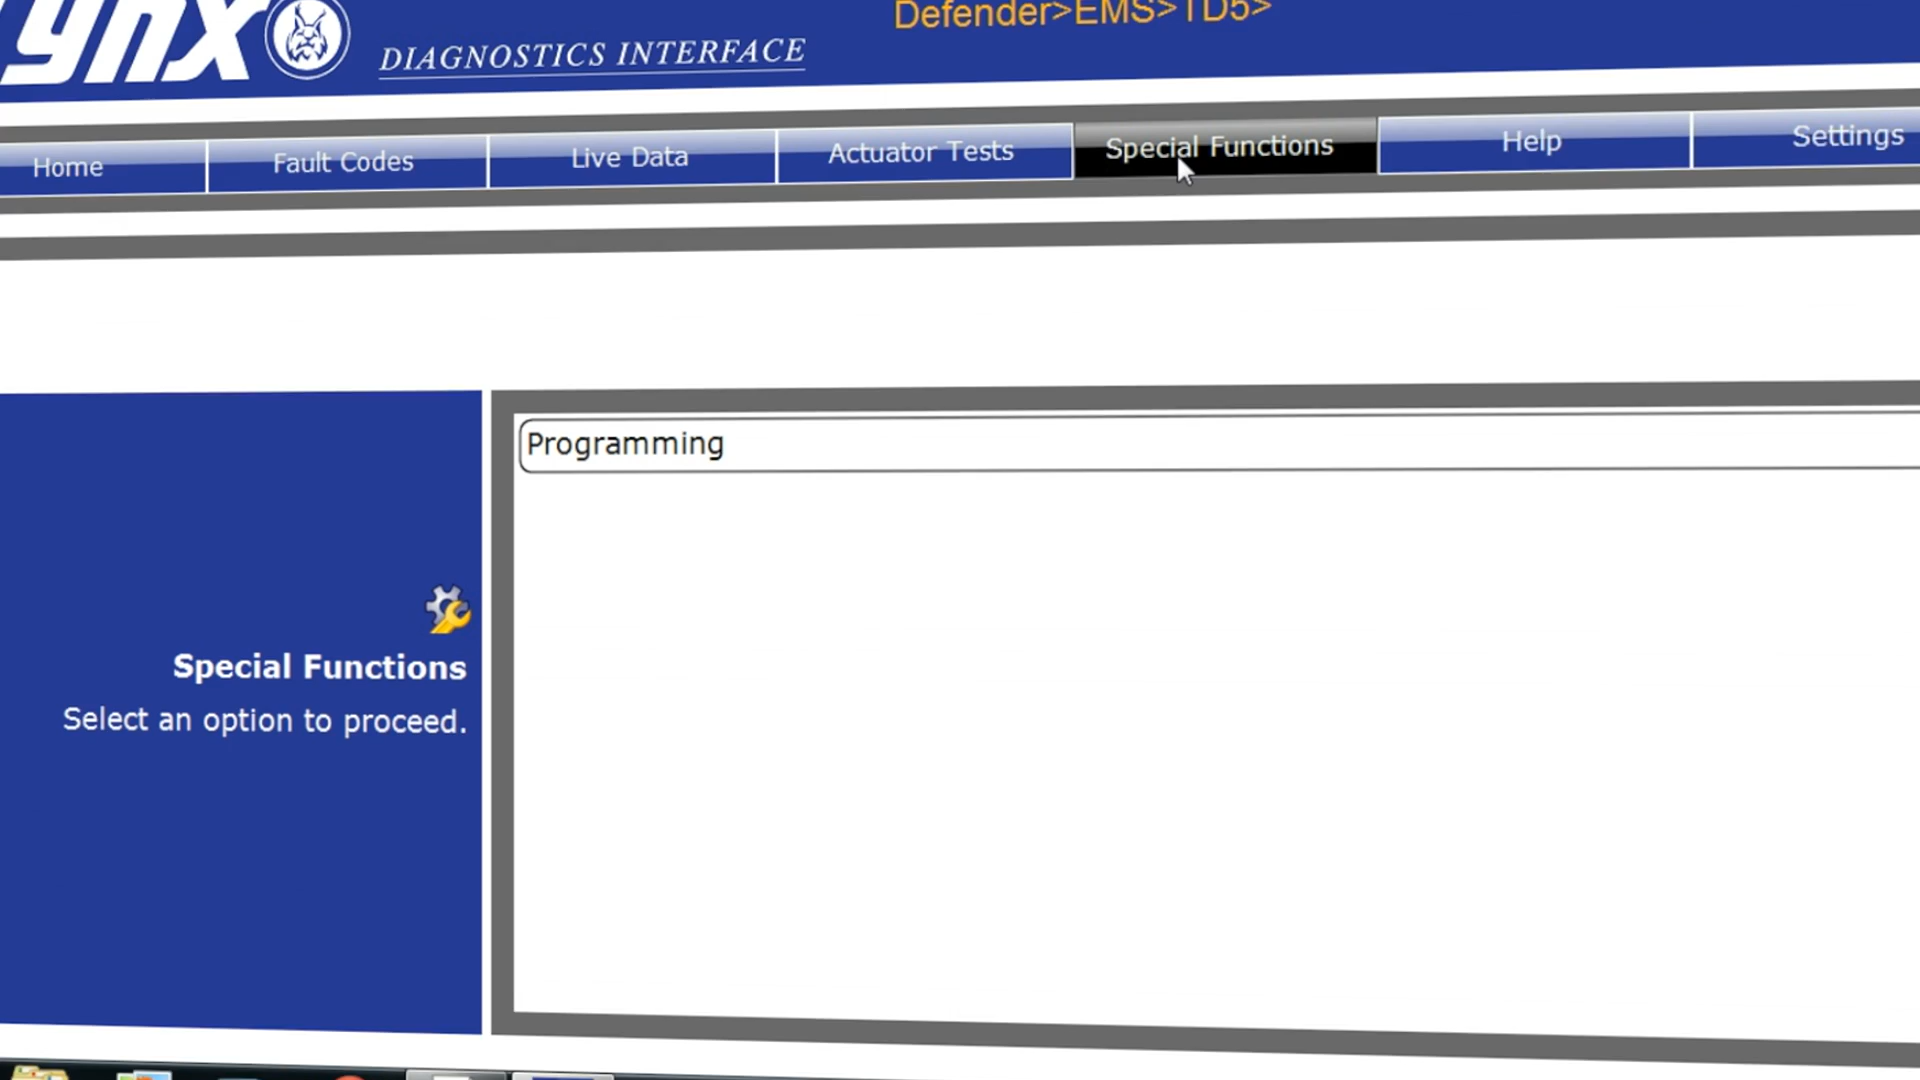 ynx
Defender>EMS>TD5>
DIAGNOSTICS INTERFACE
Home
Fault Codes
Live Data
Actuator Tests
Special Functions
Help
Settings
Programming
Special Functions
Select an option to proceed.